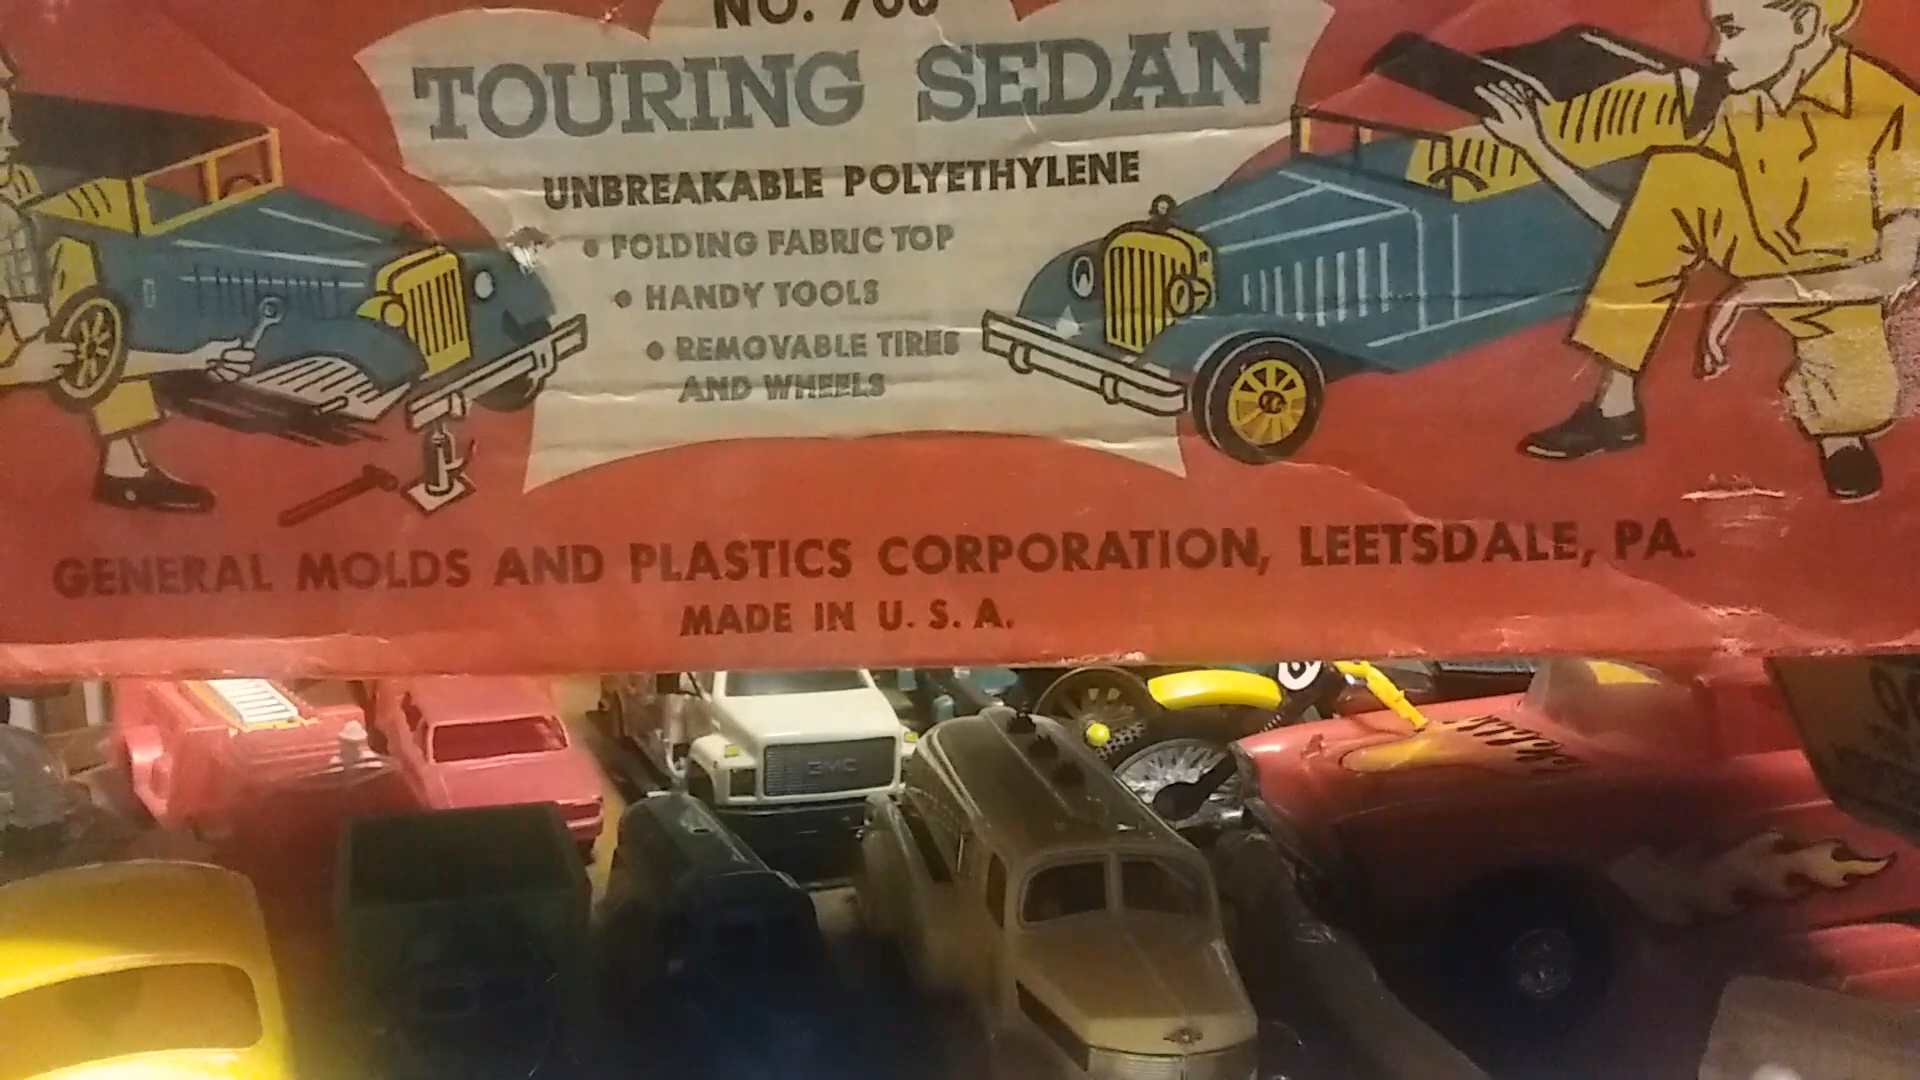 TOURING SEDAN
UNBREAKABLE POLYETHYLENE
• FOLDING FABRIC TOP
• HANDY TOOLS
• REMOVABLE TIRES
AND WHEELS
GENERAL MOLDS AND PLASTICS CORPORATION, LEETSDALE, PA.
MADE IN U. S. A.
GMC